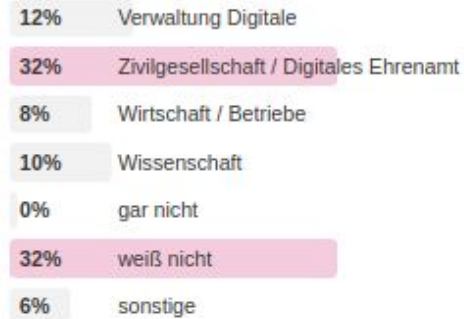 12% Verwaltung Digitale
32% Zivilgesellschaft / Digitales Ehrenamt
8% Wirtschaft / Betriebe
10% Wissenschaft
0% gar nicht
32% weiß nicht
6% sonstige